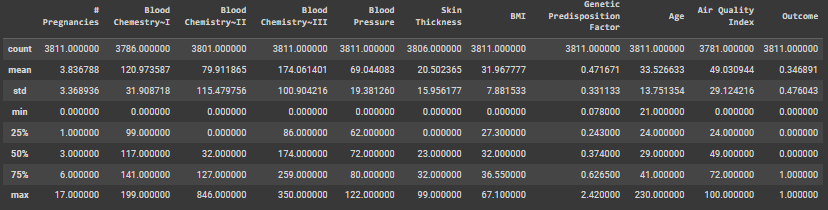 # Pregnancies Blood Chemestry~I Blood Chemistry~II Blood Chemistry~III Blood Pressure Skin Thickness BMI Genetic Predisposition Factor Age Air Quality Index Outcome
count 3811.000000 3786.000000 3801.000000 3811.000000 3811.000000 3806.000000 3811.000000 3811.000000 3811.000000 3781.000000 3811.000000
mean 3.836788 120.973587 79.911865 174.061401 69.044083 20.502365 31.967777 0.471671 33.526633 49.030944 0.346891
std 3.368936 31.908718 115.479756 100.904216 19.381260 15.956177 7.881533 0.331133 13.751354 29.124216 0.476043
min 0.000000 0.000000 0.000000 0.000000 0.000000 0.000000 0.000000 0.078000 21.000000 0.000000 0.000000
25% 1.000000 99.000000 0.000000 86.000000 62.000000 0.000000 27.300000 0.243000 24.000000 24.000000 0.000000
50% 3.000000 117.000000 32.000000 174.000000 72.000000 23.000000 32.000000 0.374000 29.000000 49.000000 0.000000
75% 6.000000 141.000000 127.000000 259.000000 80.000000 32.000000 36.550000 0.626500 41.000000 72.000000 1.000000
max 17.000000 199.000000 846.000000 350.000000 122.000000 99.000000 67.100000 2.420000 230.000000 100.000000 1.000000